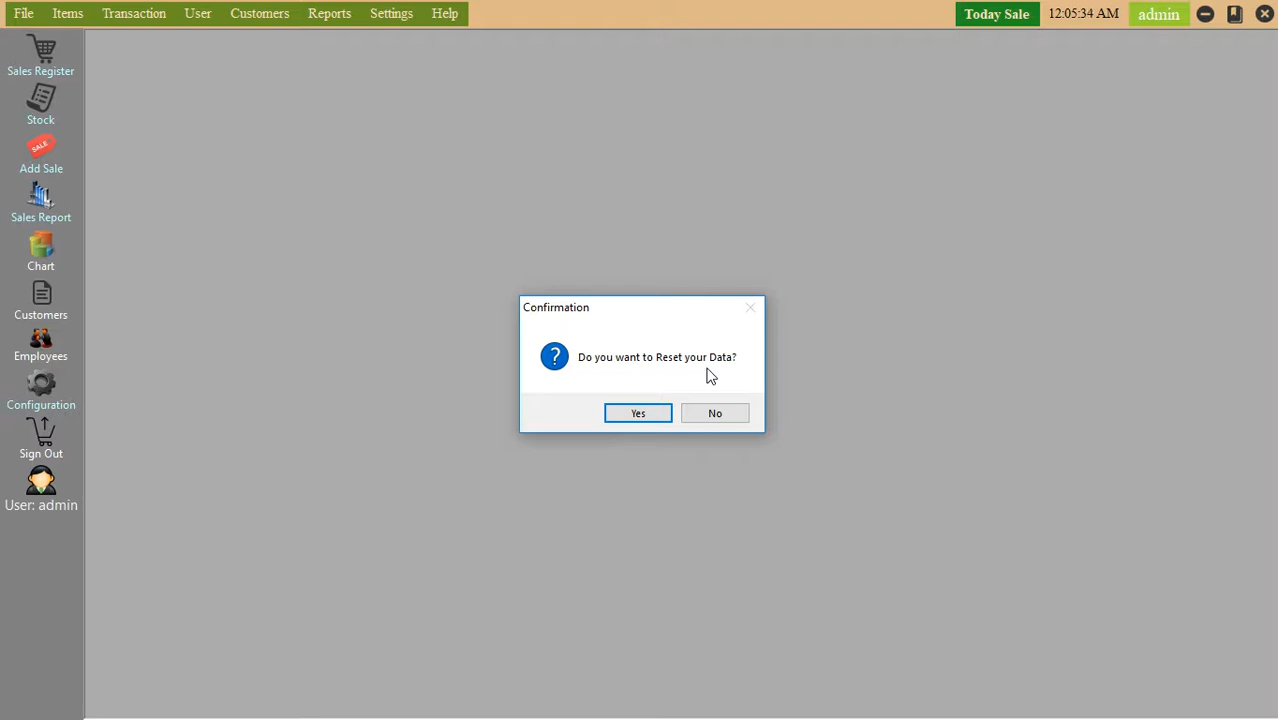 File Items Transaction User Customers Reports Settings Help Today Sale 12:05:34 AM admin
Sales Register
Stock
SALE
Add Sale
Sales Report
Chart
Customers
Employees
Configuration
Sign Out
User: admin
Confirmation
Do you want to Reset your Data?
Yes No